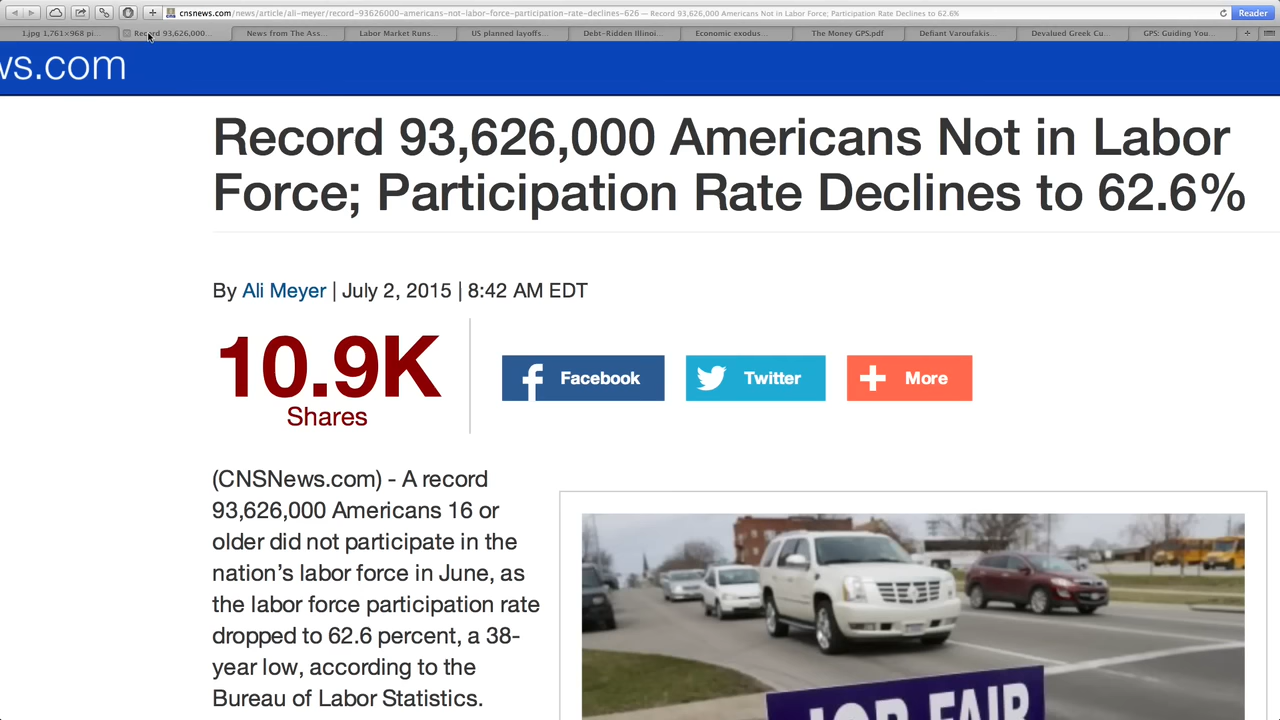 cnsnews.com/news/article/ali-meyer/record-93626000-americans-not-labor-force-participation-rate-declines-626 — Record 93,626,000 Americans Not in Labor Force; Participation Rate Declines to 62.6%
Reader
1.jpg 1,761×968 pi... Record 93,626,000... News from The Ass... Labor Market Runs... US planned layoffs... Debt-Ridden Illinoi... Economic exodus... The Money GPS.pdf Defiant Varoufakis... Devalued Greek Cu... GPS: Guiding You...
ws.com
Record 93,626,000 Americans Not in Labor
Force; Participation Rate Declines to 62.6%
By Ali Meyer | July 2, 2015 | 8:42 AM EDT
10.9K
Shares
Facebook
Twitter
More
(CNSNews.com) - A record
93,626,000 Americans 16 or
older did not participate in the
nation's labor force in June, as
the labor force participation rate
dropped to 62.6 percent, a 38-
year low, according to the
Bureau of Labor Statistics.
JOB FAIR